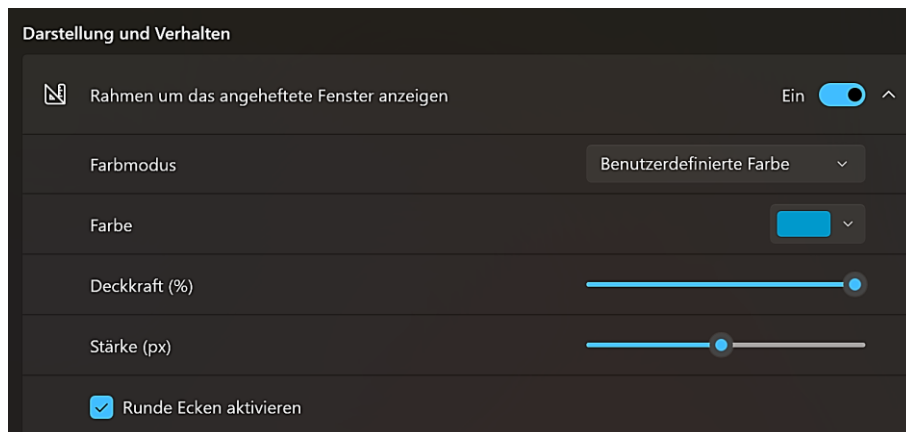 Darstellung und Verhalten
Rahmen um das angeheftete Fenster anzeigen Ein
Farbmodus Benutzerdefinierte Farbe
Farbe
Deckkraft (%)
Stärke (px)
Runde Ecken aktivieren